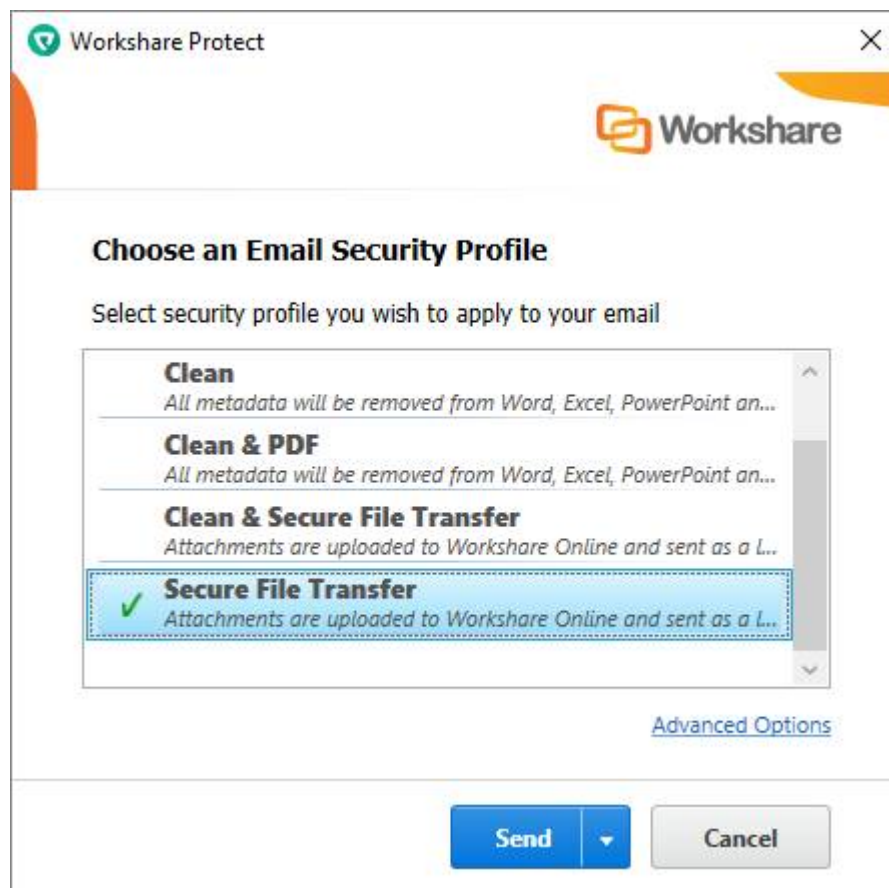 Workshare Protect
Workshare
Choose an Email Security Profile
Select security profile you wish to apply to your email
Clean
All metadata will be removed from Word, Excel, PowerPoint an...
Clean & PDF
All metadata will be removed from Word, Excel, PowerPoint an...
Clean & Secure File Transfer
Attachments are uploaded to Workshare Online and sent as a l...
Secure File Transfer
Attachments are uploaded to Workshare Online and sent as a l...
Advanced Options
Send
Cancel